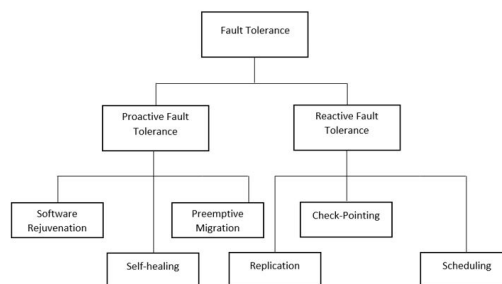 Fault Tolerance
Proactive Fault
Tolerance
Reactive Fault
Tolerance
Software
Rejuvenation
Preemptive
Migration
Check-Pointing
Self-healing
Replication
Scheduling